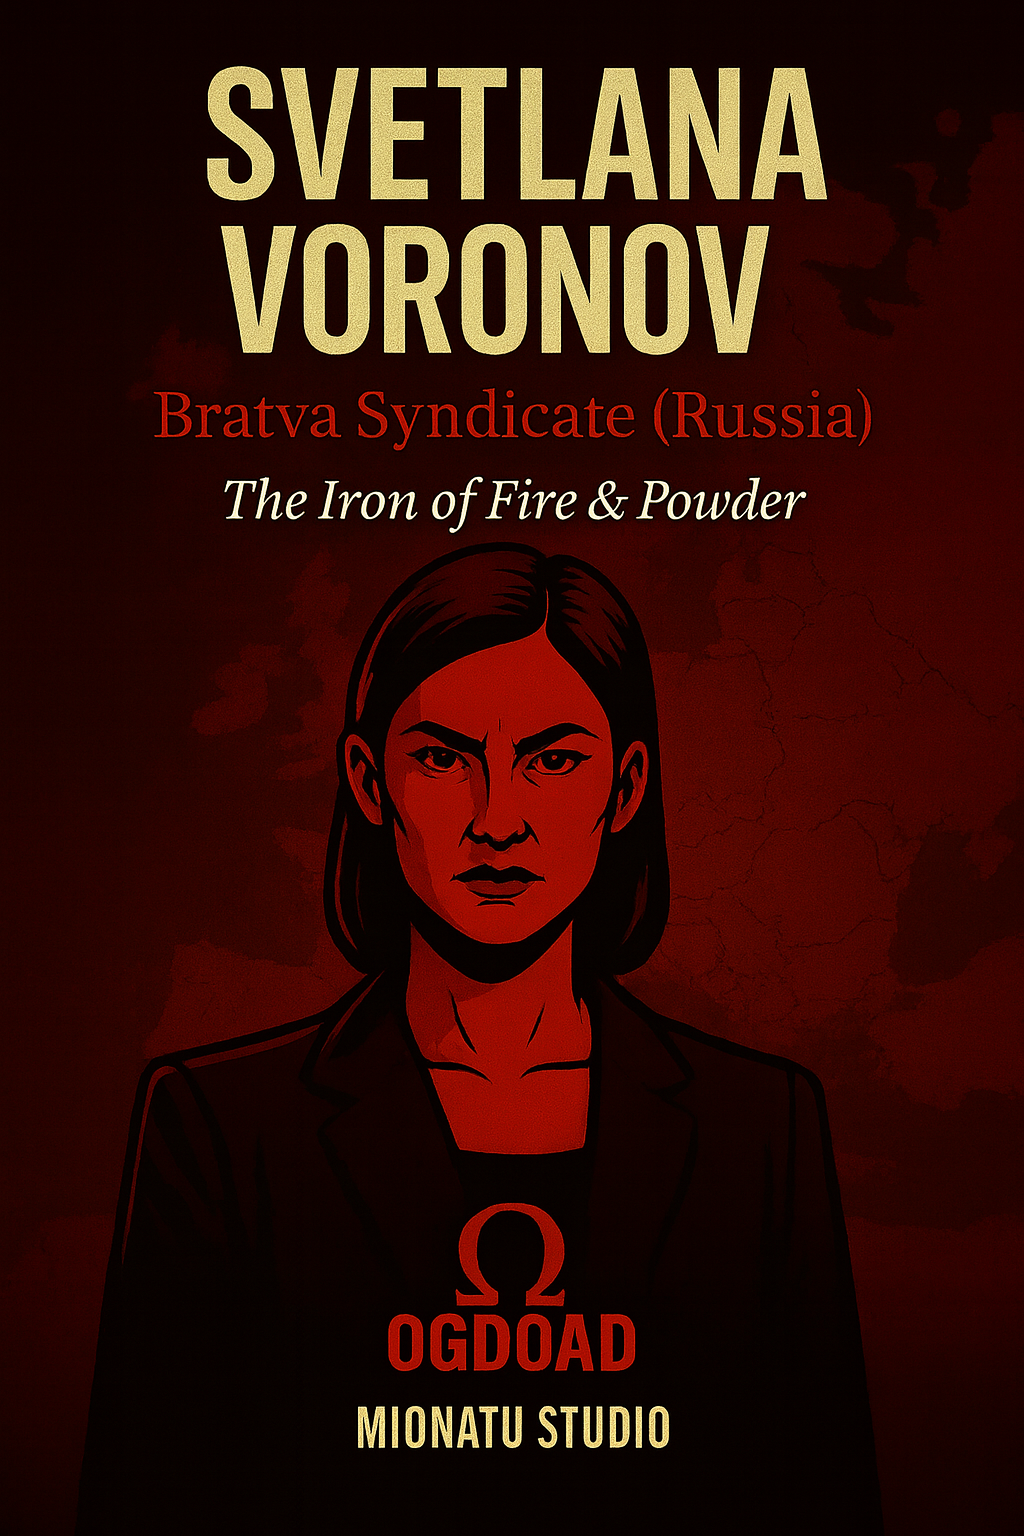 SVETLANA
VORONOV
Bratva Syndicate (Russia)
The Iron of Fire & Powder
Ω
OGDOAD
MIONATU STUDIO